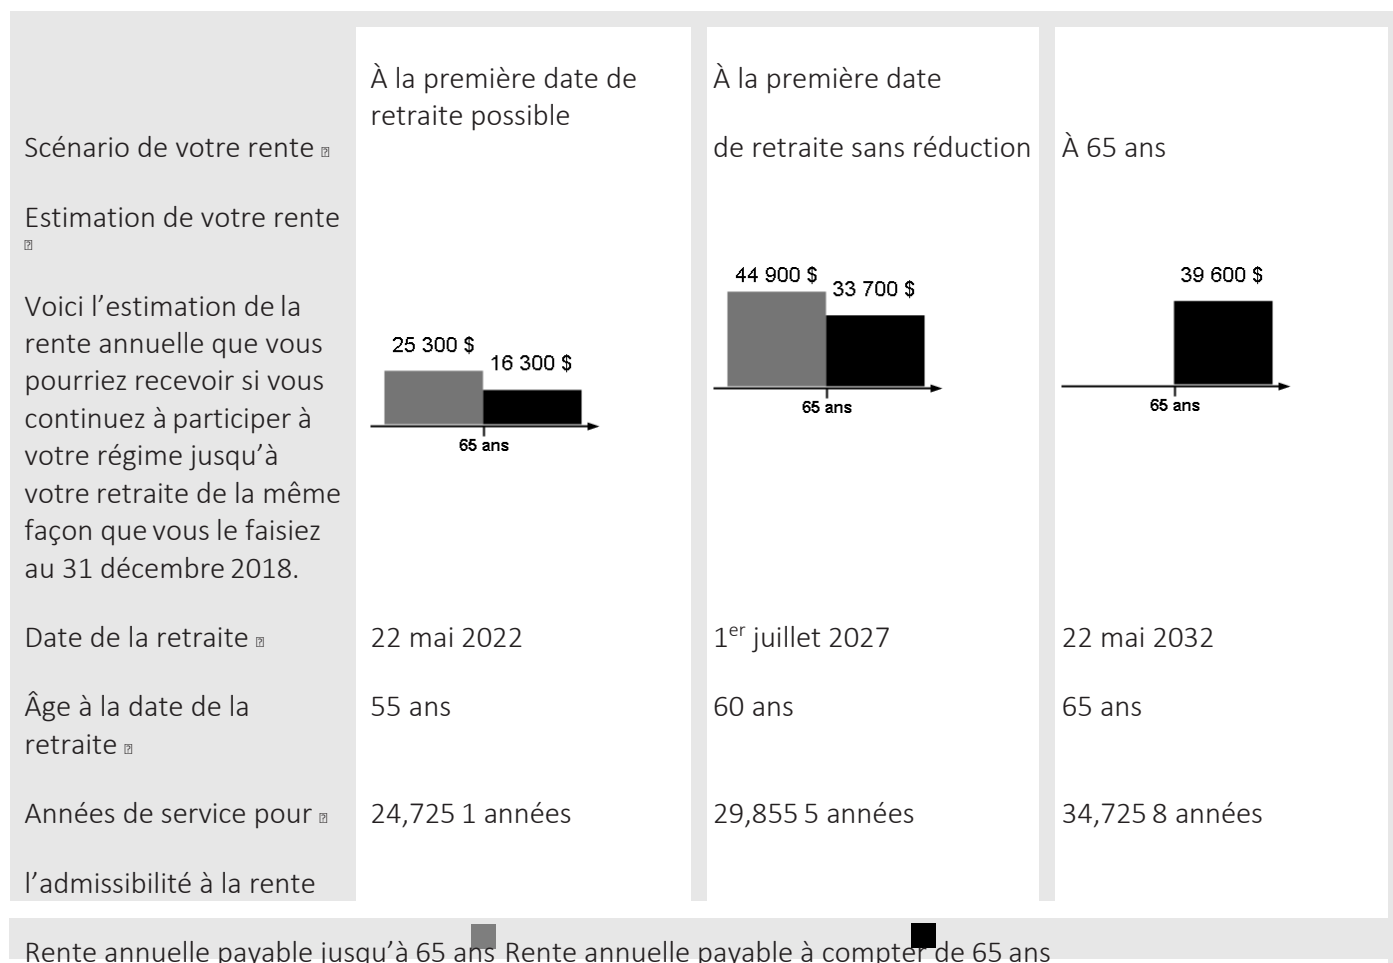 Scénario de votre rente
Estimation de votre rente
Voici l’estimation de la
rente annuelle que vous
pourriez recevoir si vous
continuez à participer à
votre régime jusqu’à
votre retraite de la même
façon que vous le faisiez
au 31 décembre 2018.
À la première date de
retraite possible
25 300 $
16 300 $
65 ans
À la première date
de retraite sans réduction
44 900 $
33 700 $
65 ans
À 65 ans
39 600 $
65 ans
Date de la retraite
22 mai 2022
1er juillet 2027
22 mai 2032
Âge à la date de la
retraite
55 ans
60 ans
65 ans
Années de service pour
l’admissibilité à la rente
24,725 1 années
29,855 5 années
34,725 8 années
Rente annuelle payable jusqu’à 65 ans Rente annuelle payable à compter de 65 ans